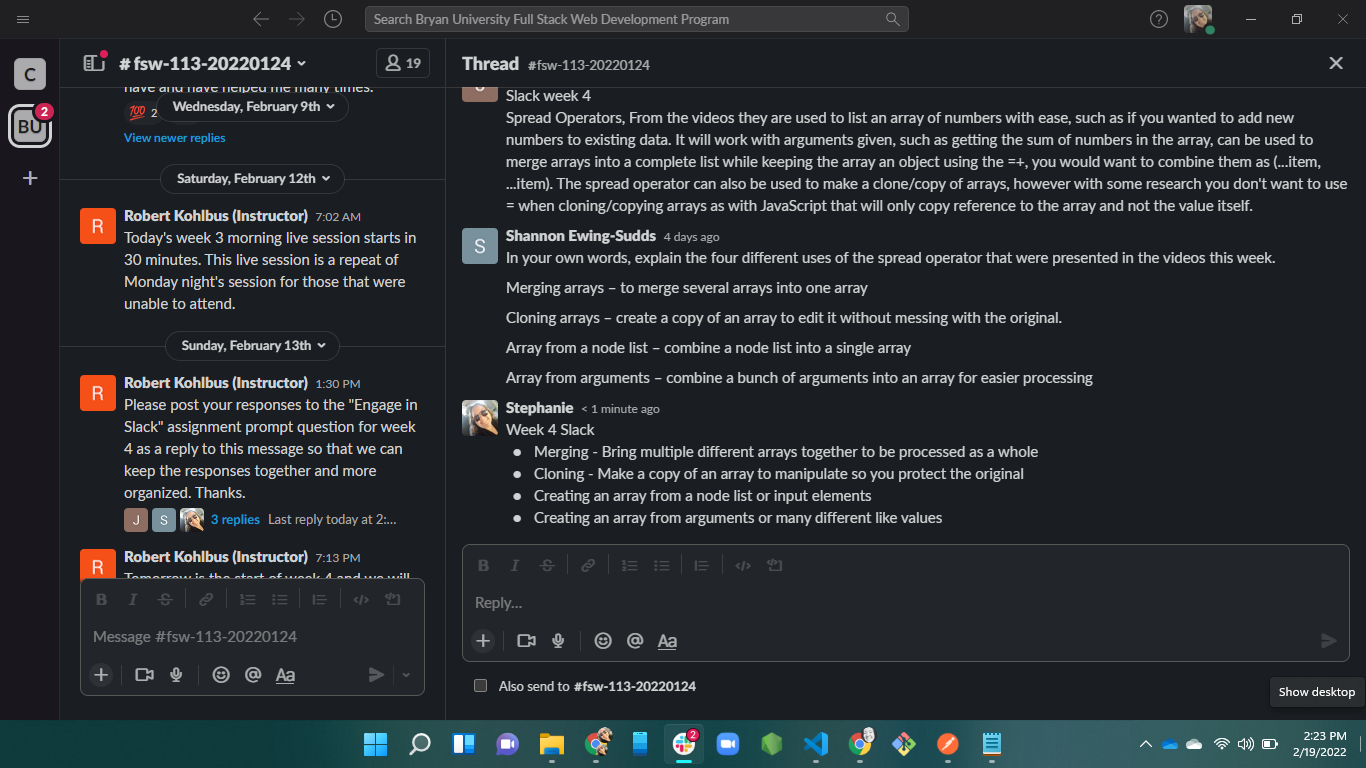 Search Bryan University Full Stack Web Development Program
C
BU
2
# fsw-113-20220124
19
have and have helped me many times.
💯 2
Wednesday, February 9th
View newer replies
Saturday, February 12th
R
Robert Kohlbus (Instructor) 7:02 AM
Today's week 3 morning live session starts in
30 minutes. This live session is a repeat of
Monday night's session for those that were
unable to attend.
Sunday, February 13th
R
Robert Kohlbus (Instructor) 1:30 PM
Please post your responses to the "Engage in
Slack" assignment prompt question for week
4 as a reply to this message so that we can
keep the responses together and more
organized. Thanks.
J S 3 replies Last reply today at 2:...
R
Robert Kohlbus (Instructor) 7:13 PM
Tomorrow is the start of week 4 and we will
B I S
Message #fsw-113-20220124
@ Aa
Thread #fsw-113-20220124
Slack week 4
Spread Operators, From the videos they are used to list an array of numbers with ease, such as if you wanted to add new
numbers to existing data. It will work with arguments given, such as getting the sum of numbers in the array, can be used to
merge arrays into a complete list while keeping the array an object using the =+, you would want to combine them as (...item,
...item). The spread operator can also be used to make a clone/copy of arrays, however with some research you don't want to use
= when cloning/copying arrays as with JavaScript that will only copy reference to the array and not the value itself.
S
Shannon Ewing-Sudds 4 days ago
In your own words, explain the four different uses of the spread operator that were presented in the videos this week.
Merging arrays – to merge several arrays into one array
Cloning arrays – create a copy of an array to edit it without messing with the original.
Array from a node list – combine a node list into a single array
Array from arguments – combine a bunch of arguments into an array for easier processing
Stephanie < 1 minute ago
Week 4 Slack
● Merging - Bring multiple different arrays together to be processed as a whole
● Cloning - Make a copy of an array to manipulate so you protect the original
● Creating an array from a node list or input elements
● Creating an array from arguments or many different like values
B I S
Reply...
@ Aa
Also send to #fsw-113-20220124
Show desktop
2
2:23 PM
2/19/2022